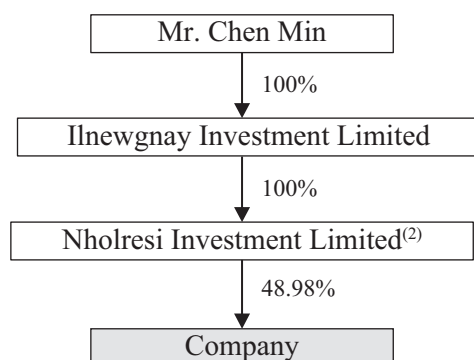 Mr. Chen Min
100%
Ilnewgnay Investment Limited
100%
Nholresi Investment Limited(2)
48.98%
Company